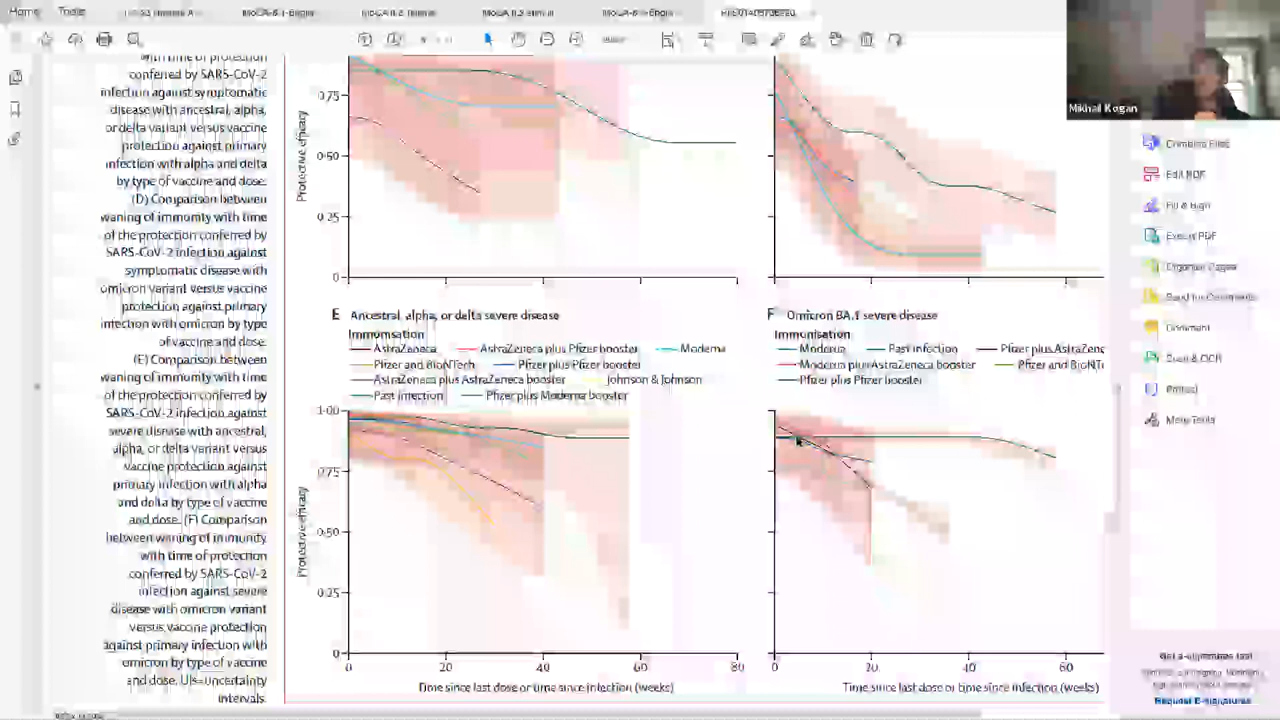 Home Tools
Mikhail Kogan
with time of protection
conferred by SARS-CoV-2
infection against symptomatic
disease with ancestral, alpha,
or delta variant versus vaccine
protection against primary
infection with alpha and delta
by type of vaccine and dose.
(D) Comparison between
waning of immunity with time
of the protection conferred by
SARS-CoV-2 infection against
symptomatic disease with
omicron variant versus vaccine
protection against primary
infection with omicron by type
of vaccine and dose.
(E) Comparison between
waning of immunity with time
of the protection conferred by
SARS-CoV-2 infection against
severe disease with ancestral,
alpha, or delta variant versus
vaccine protection against
primary infection with alpha
and delta by type of vaccine
and dose. (F) Comparison
between waning of immunity
with time of protection
conferred by SARS-CoV-2
infection against severe
disease with omicron variant
versus vaccine protection
against primary infection with
omicron by type of vaccine
and dose. UI=uncertainty
intervals.
Protective efficacy
0·75
0·50
0·25
0
E Ancestral, alpha, or delta severe disease
Immunisation
AstraZeneca
AstraZeneca plus Pfizer booster
Moderna
Pfizer and BioNTech
Pfizer plus Pfizer booster
AstraZeneca plus AstraZeneca booster
Johnson & Johnson
Past infection
Pfizer plus Moderna booster
Protective efficacy
1·00
0·75
0·50
0·25
0
0 20 40 60 80
Time since last dose or time since infection (weeks)
F Omicron BA.1 severe disease
Immunisation
Moderna
Past infection
Pfizer plus AstraZene
Moderna plus AstraZeneca booster
Pfizer and BioNTe
Pfizer plus Pfizer booster
0 20 40 60
Time since last dose or time since infection (weeks)
Combine Files
Edit PDF
Fill & Sign
Export PDF
Organize Pages
Send for Comments
Comment
Scan & OCR
Protect
More Tools
Request E-signatures